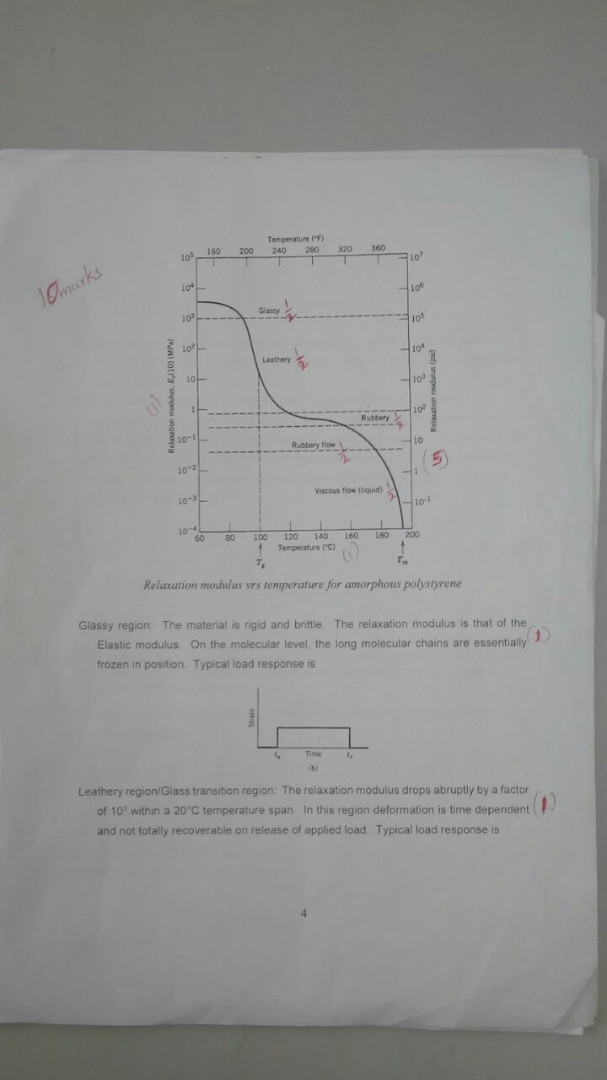 Temperature (°F)
160 200 240 280 320 360
10⁵ 10⁷
10marks
10⁴ 10⁶
Glassy 1/2
10³ 10⁵
10² 10⁴
Leathery 1/2
10 10³
Relaxation modulus, Eᵣ(10) (MPa)
(1)
Relaxation modulus (psi)
1 10²
Rubbery 1/2
10⁻¹ 10
Rubbery flow 1/2
(5)
10⁻² 1
Viscous flow (liquid) 1/2
10⁻³ 10⁻¹
10⁻⁴
60 80 100 120 140 160 180 200
Temperature (°C) (1)
Tg Tm
Relaxation modulus vrs temperature for amorphous polystyrene
Glassy region: The material is rigid and brittle. The relaxation modulus is that of the
Elastic modulus. On the molecular level, the long molecular chains are essentially (1)
frozen in position. Typical load response is
Strain
tₐ Time tᵣ
(b)
Leathery region/Glass transition region: The relaxation modulus drops abruptly by a factor
of 10³ within a 20°C temperature span. In this region deformation is time dependent (1)
and not totally recoverable on release of applied load. Typical load response is
4